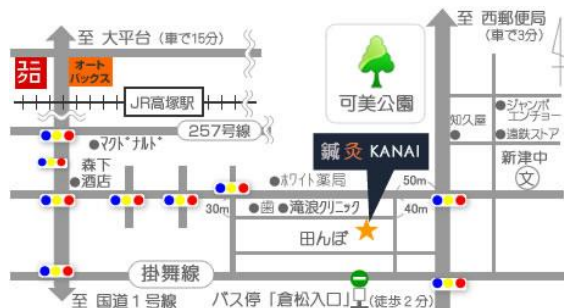 至 大平台 (車で15分)
至 西郵便局
(車で3分)
ユニ
クロ
オート
バックス
JR高塚駅
可美公園
知久屋
●ジャンボ
エンチョー
●遠鉄ストア
257号線
●マクドナルド
鍼灸 KANAI
新津中
文
森下
●酒店
●ホワイト薬局
50m
30m
●歯●滝浪クリニック
40m
田んぼ
掛舞線
至 国道1号線
バス停「倉松入口」(徒歩2分)